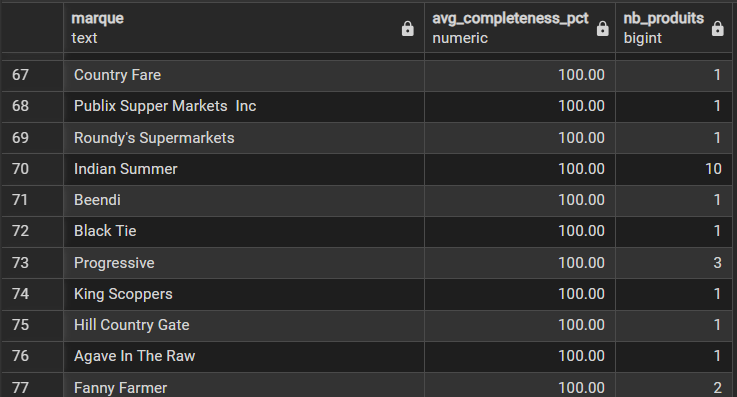 marque avg_completeness_pct nb_produits
text numeric bigint
67 Country Fare 100.00 1
68 Publix Supper Markets  Inc 100.00 1
69 Roundy's Supermarkets 100.00 1
70 Indian Summer 100.00 10
71 Beendi 100.00 1
72 Black Tie 100.00 1
73 Progressive 100.00 3
74 King Scoppers 100.00 1
75 Hill Country Gate 100.00 1
76 Agave In The Raw 100.00 1
77 Fanny Farmer 100.00 2